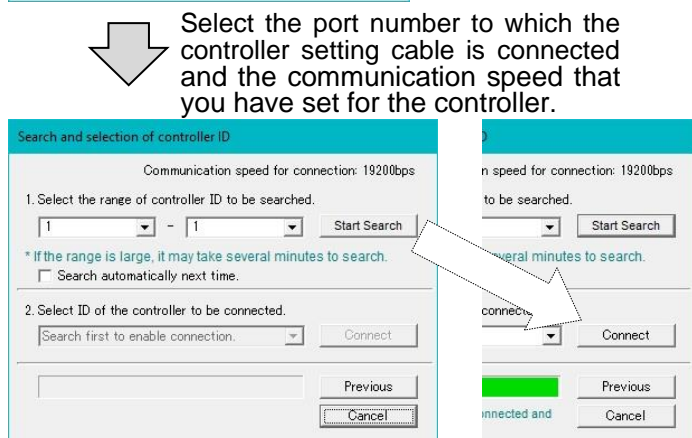 Select the port number to which the
controller setting cable is connected
and the communication speed that
you have set for the controller.
Search and selection of controller ID
Communication speed for connection: 19200bps
1. Select the range of controller ID to be searched.
1 - 1 Start Search
* If the range is large, it may take several minutes to search.
Search automatically next time.
2. Select ID of the controller to be connected.
Search first to enable connection. Connect
Previous
Cancel
speed for connection: 19200bps
to be searched.
Start Search
several minutes to search.
Connect
Previous
and
Cancel